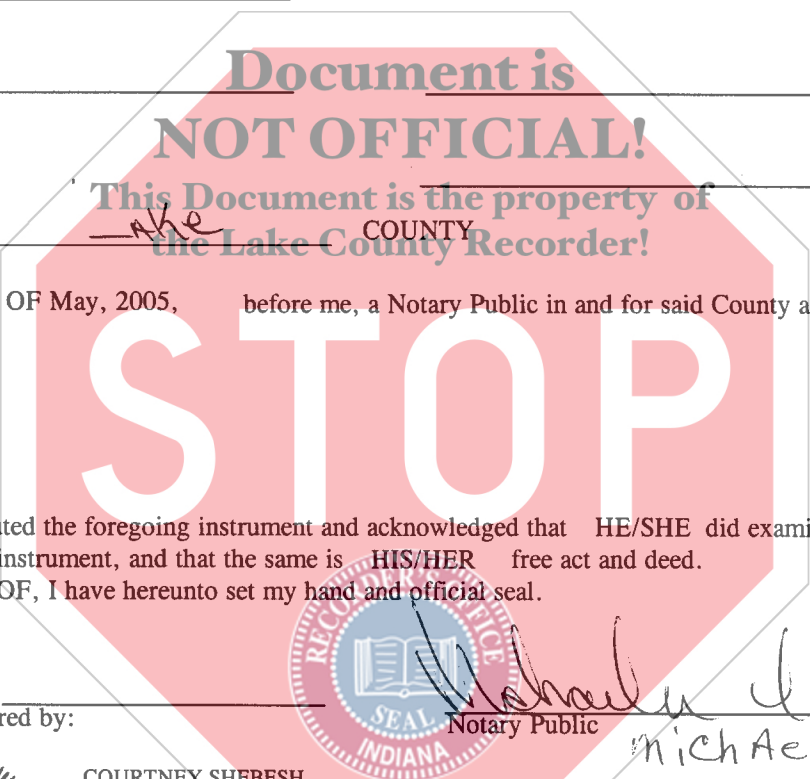 Document is
NOT OFFICIAL!
This Document is the property of
the Lake County Recorder!
COUNTY
OF May, 2005, before me, a Notary Public in and for said County a
STOP
uted the foregoing instrument and acknowledged that HE/SHE did exami
instrument, and that the same is HIS/HER free act and deed.
OF, I have hereunto set my hand and official seal.
RECORDER'S OFFICE
SEAL
INDIANA
Notary Public
red by:
michAe
COURTNEY SHEBESH